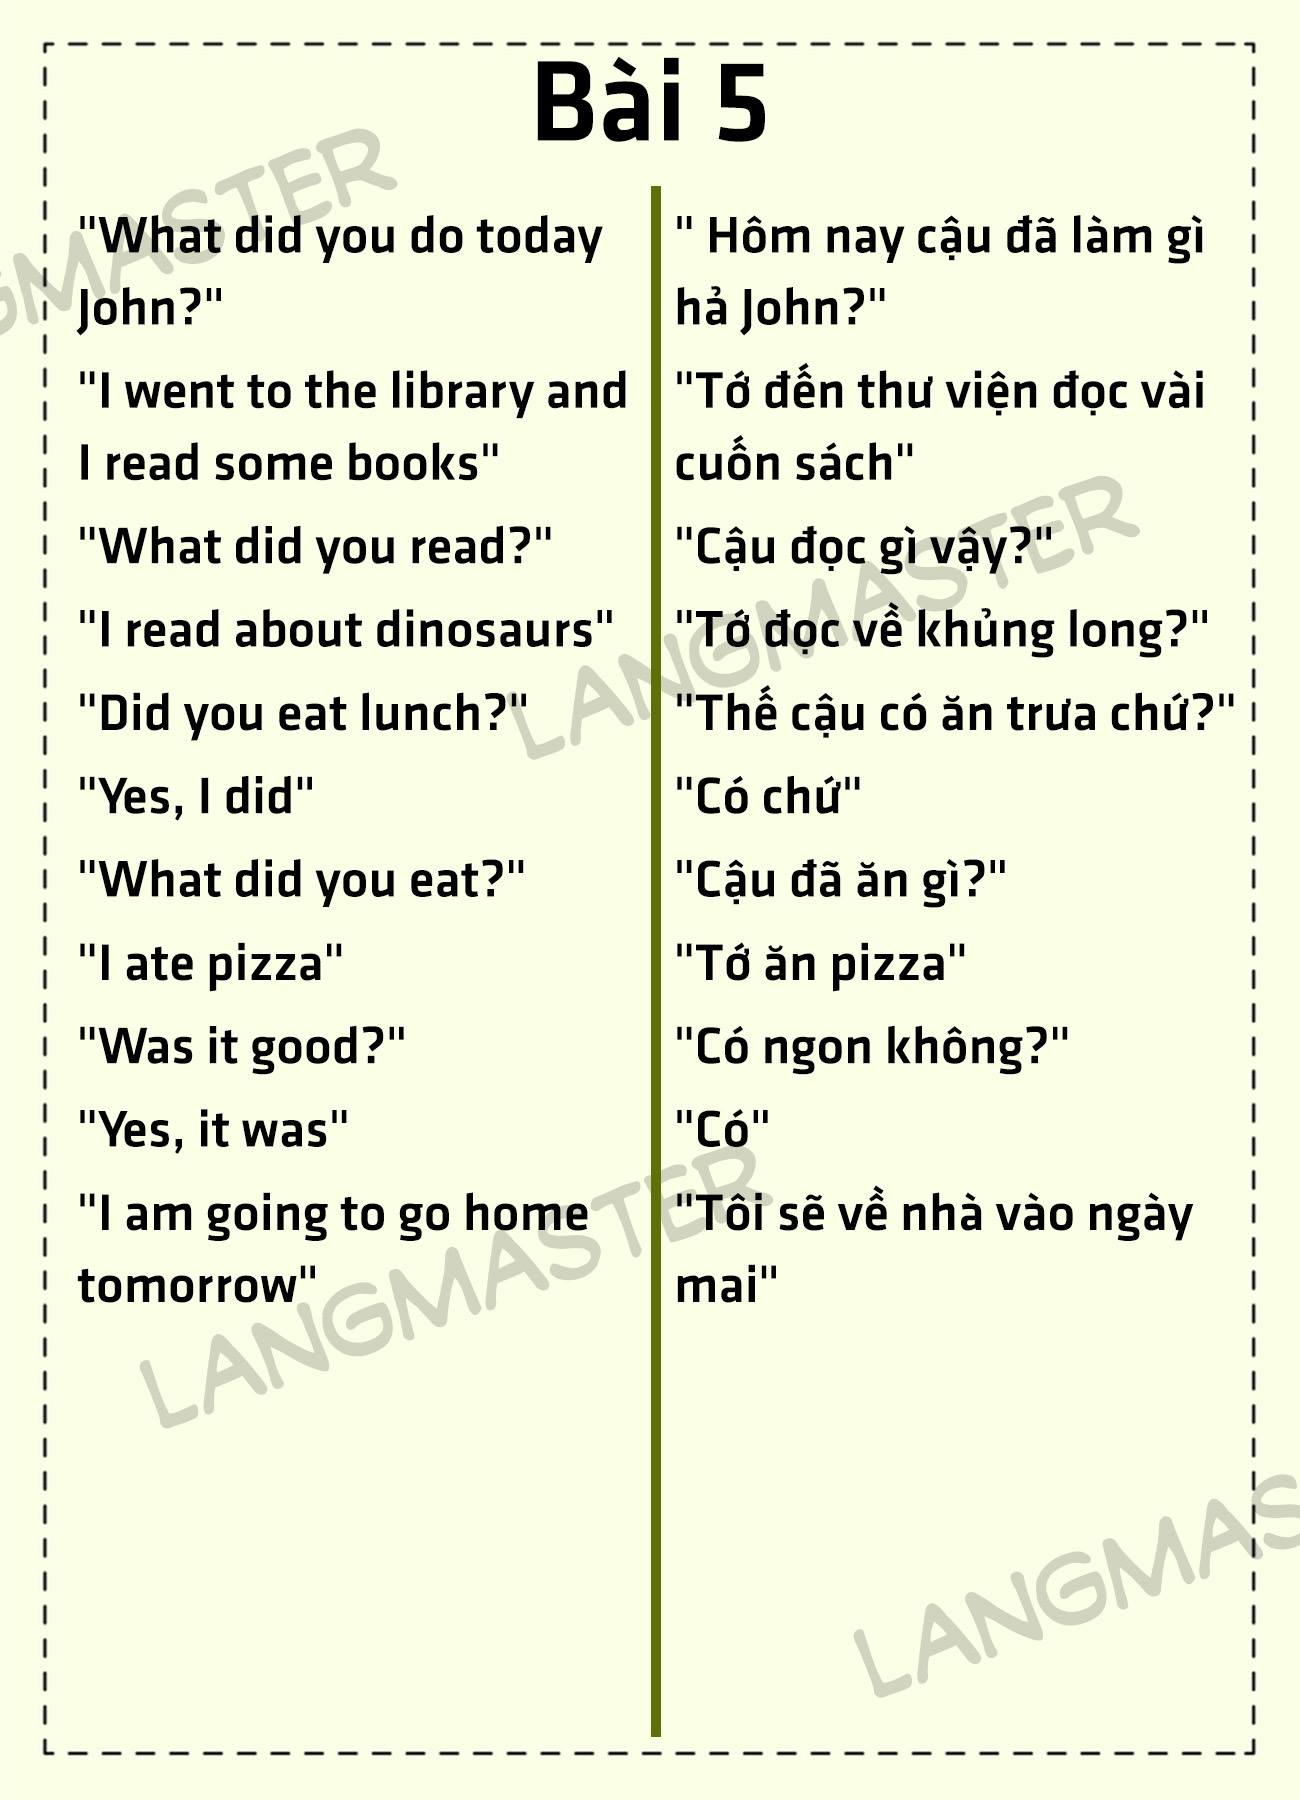 Bài 5
"What did you do today
John?"
"I went to the library and
I read some books"
"What did you read?"
"I read about dinosaurs"
"Did you eat lunch?"
"Yes, I did"
"What did you eat?"
"I ate pizza"
"Was it good?"
"Yes, it was"
"I am going to go home
tomorrow"
" Hôm nay cậu đã làm gì
hả John?"
"Tớ đến thư viện đọc vài
cuốn sách"
"Cậu đọc gì vậy?"
"Tớ đọc về khủng long?"
"Thế cậu có ăn trưa chứ?"
"Có chứ"
"Cậu đã ăn gì?"
"Tớ ăn pizza"
"Có ngon không?"
"Có"
"Tôi sẽ về nhà vào ngày
mai"
GMASTER
LANGMASTER
LANGMASTER
LANGMAS